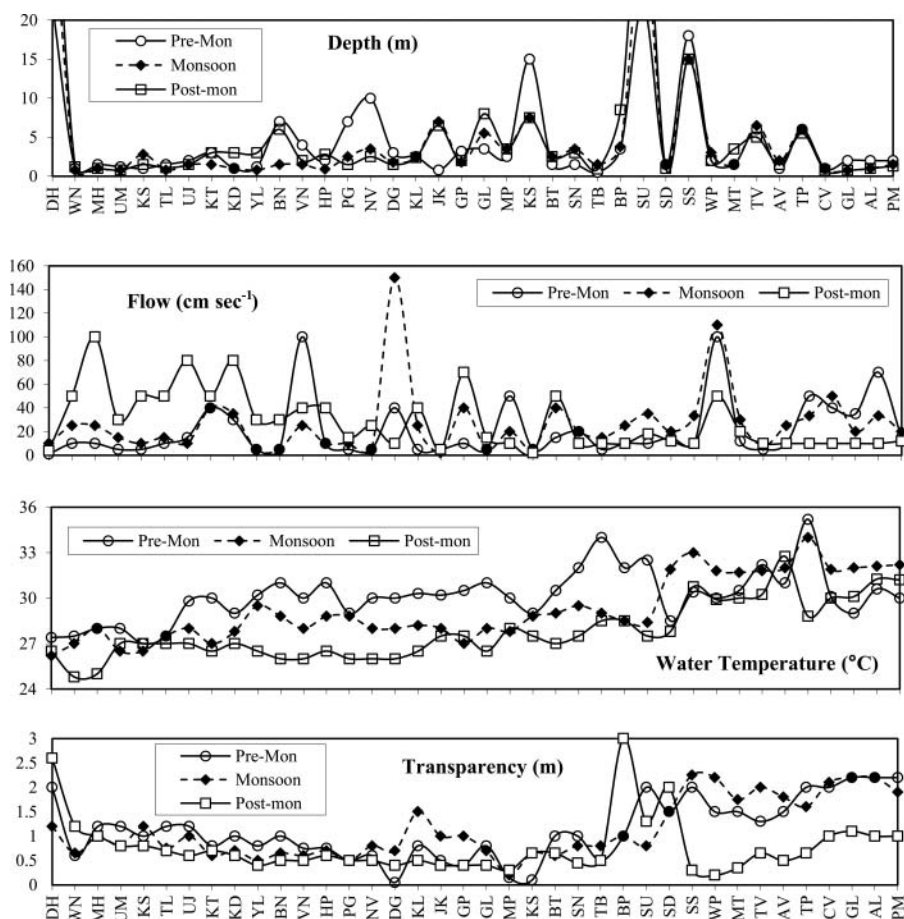 20
15
10
5
0
Pre-Mon
Monsoon
Post-mon
Depth (m)
DH WN MH UM KS TL UJ KT KD YL BN VN HP PG NV DG KL JK GP GL MP KS BT SN TB BP SU SD SS WP MT TV AV TP CV GL AL PM
160
140
120
100
80
60
40
20
0
Flow (cm sec⁻¹)
Pre-Mon Monsoon Post-mon
36
33
30
27
24
Pre-Mon Monsoon Post-mon
Water Temperature (°C)
3
2.5
2
1.5
1
0.5
0
Pre-Mon
Monsoon
Post-mon
Transparency (m)
DH WN MH UM KS TL UJ KT KD YL BN VN HP PG NV DG KL JK GP GL MP KS BT SN TB BP SU SD SS WP MT TV AV TP CV GL AL PM